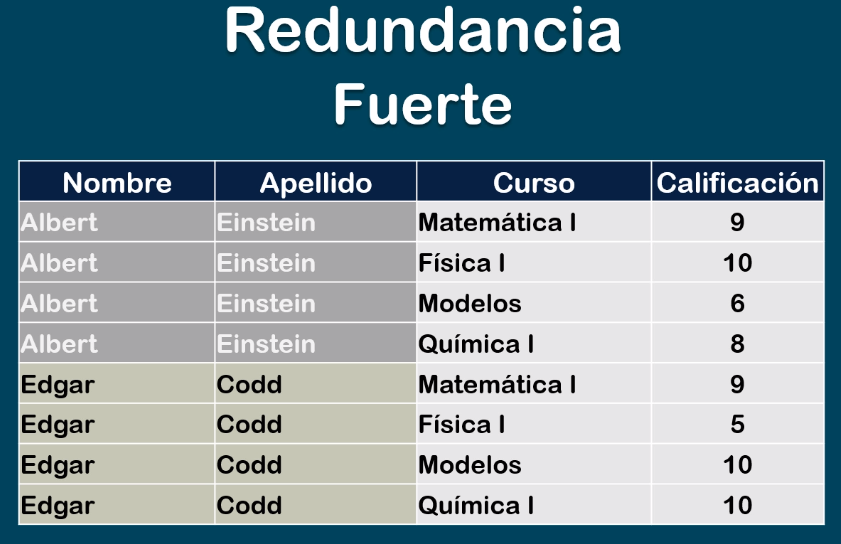 Redundancia
Fuerte
Nombre Apellido Curso Calificación
Albert Einstein Matemática I 9
Albert Einstein Física I 10
Albert Einstein Modelos 6
Albert Einstein Química I 8
Edgar Codd Matemática I 9
Edgar Codd Física I 5
Edgar Codd Modelos 10
Edgar Codd Química I 10